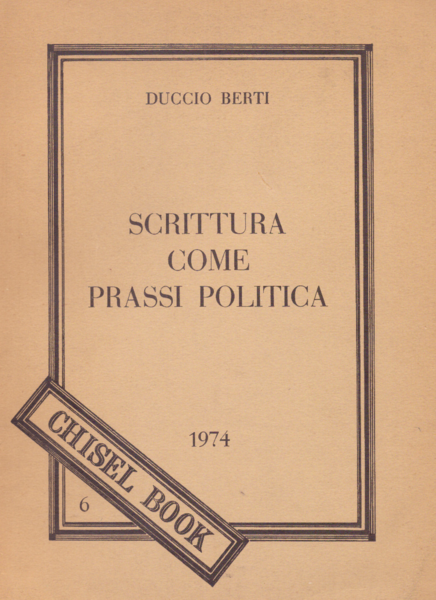 DUCCIO BERTI
SCRITTURA
COME
PRASSI POLITICA
1974
CHISEL BOOK
6